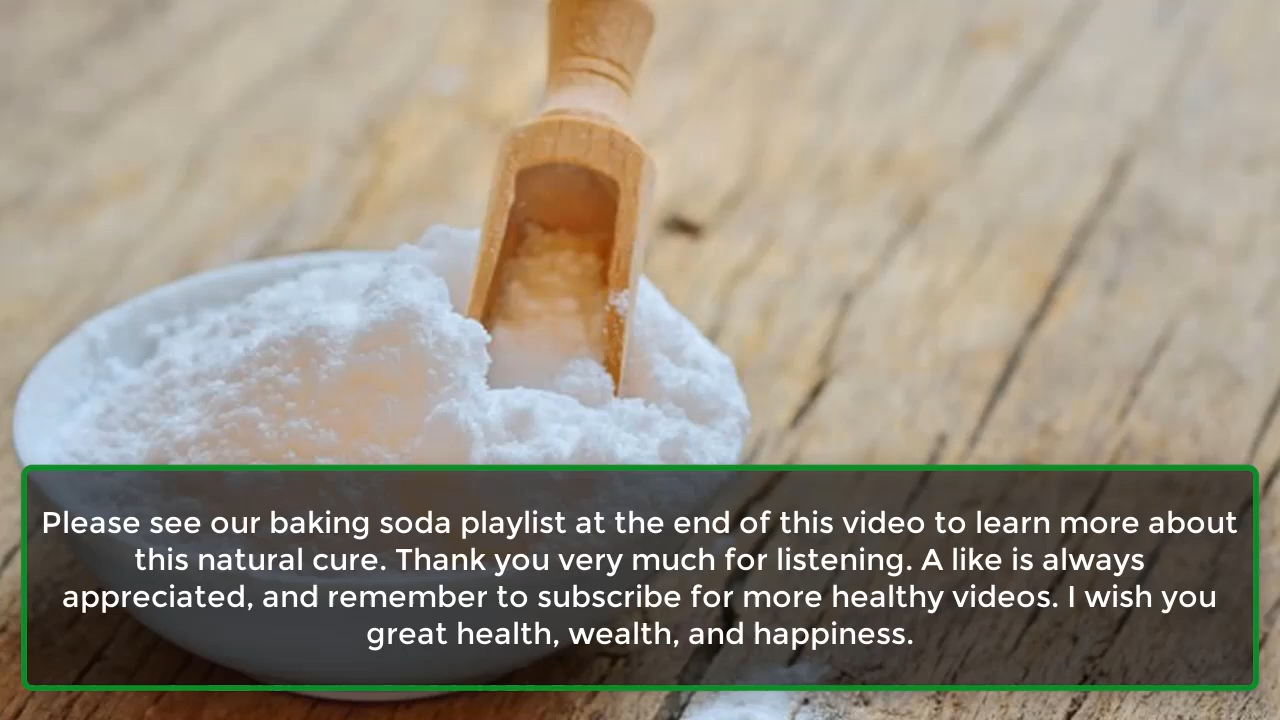 Please see our baking soda playlist at the end of this video to learn more about
this natural cure. Thank you very much for listening. A like is always
appreciated, and remember to subscribe for more healthy videos. I wish you
great health, wealth, and happiness.